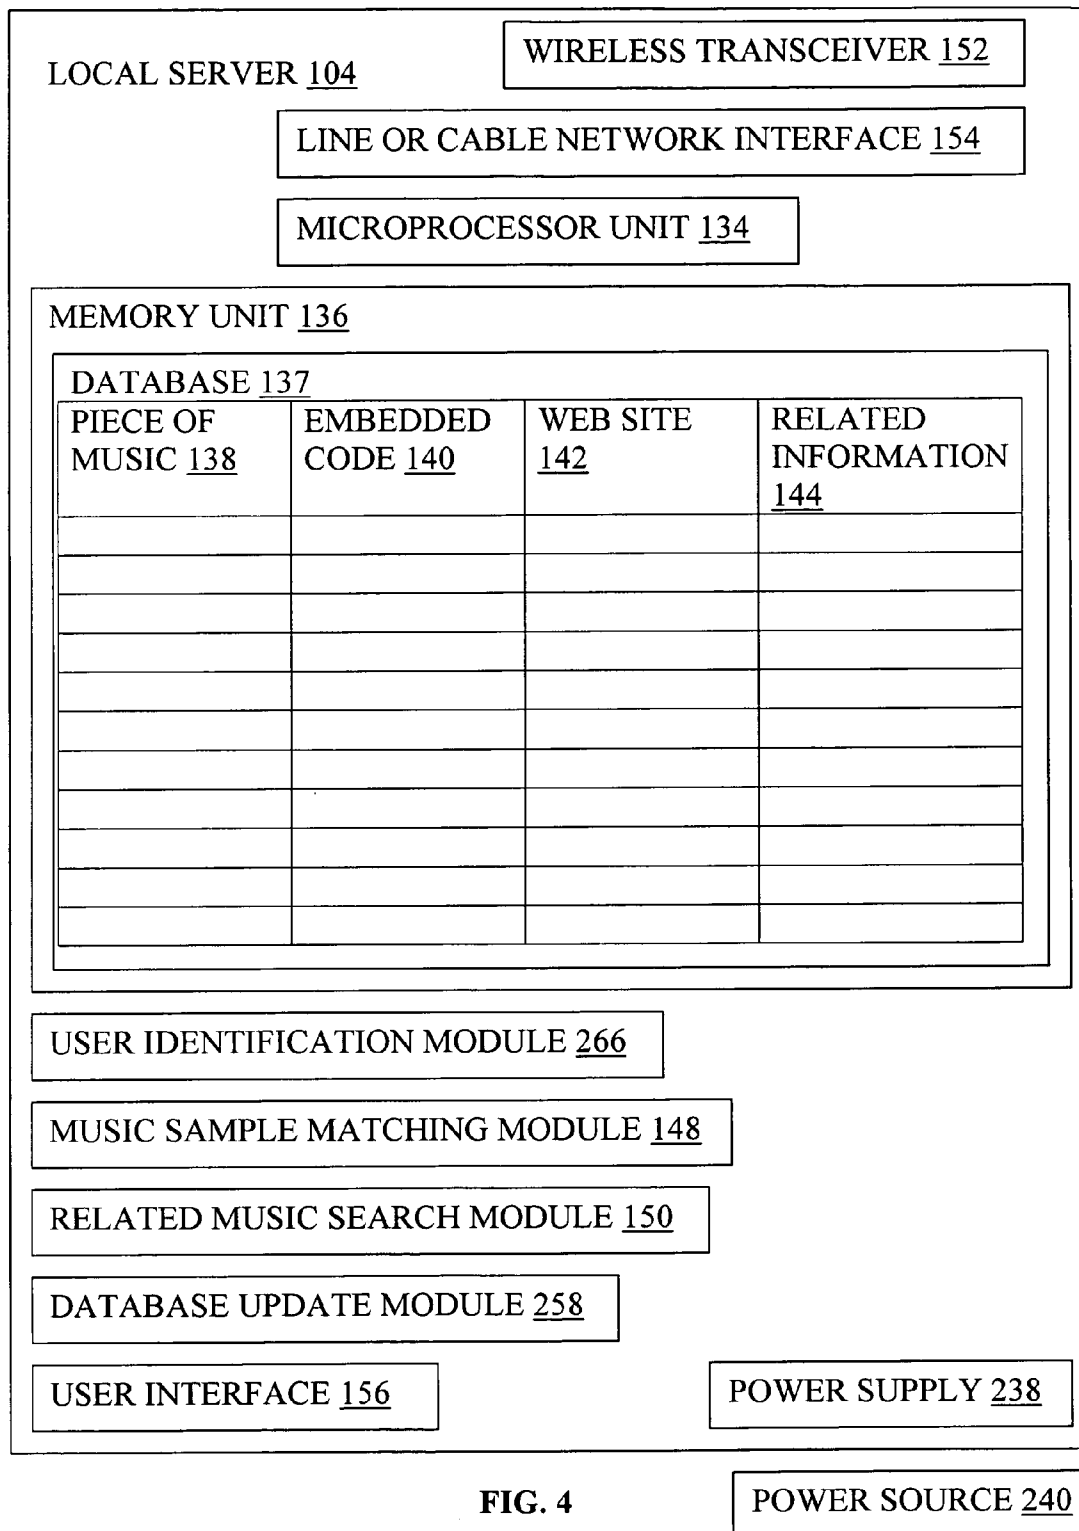 LOCAL SERVER 104
WIRELESS TRANSCEIVER 152
LINE OR CABLE NETWORK INTERFACE 154
MICROPROCESSOR UNIT 134
MEMORY UNIT 136
DATABASE 137
PIECE OF
MUSIC 138
EMBEDDED
CODE 140
WEB SITE
142
RELATED
INFORMATION
144
USER IDENTIFICATION MODULE 266
MUSIC SAMPLE MATCHING MODULE 148
RELATED MUSIC SEARCH MODULE 150
DATABASE UPDATE MODULE 258
USER INTERFACE 156
POWER SUPPLY 238
FIG. 4
POWER SOURCE 240